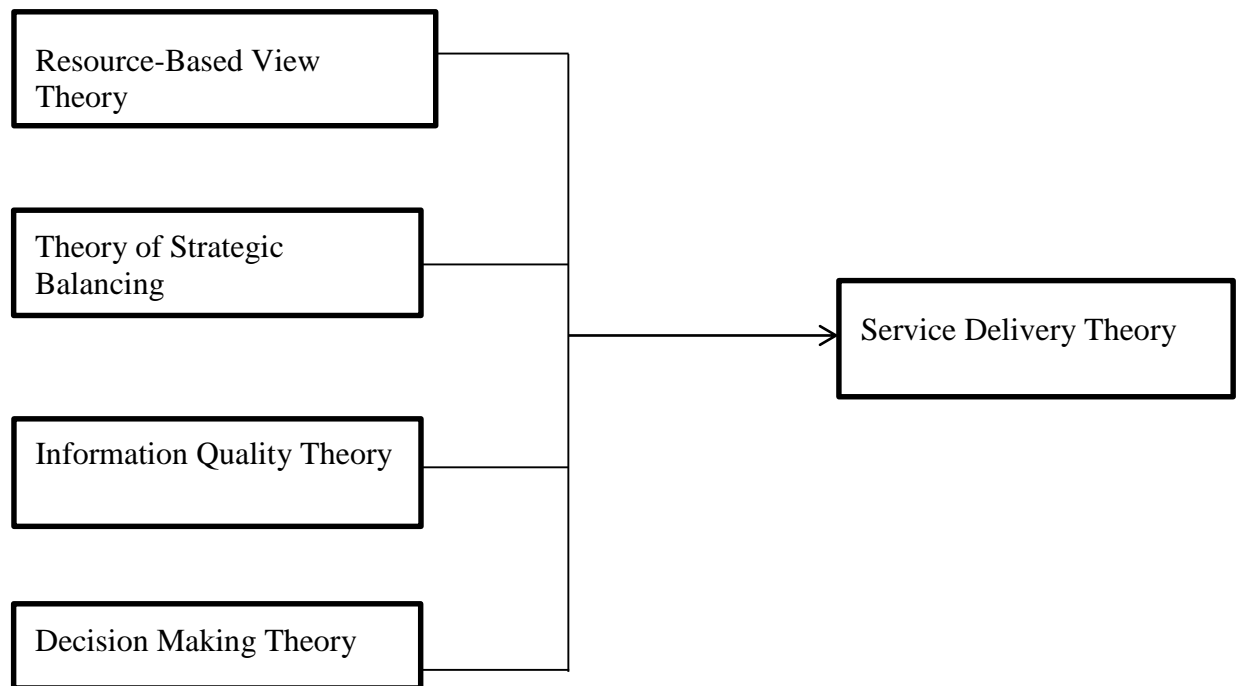 Resource-Based View
Theory
Theory of Strategic
Balancing
Service Delivery Theory
Information Quality Theory
Decision Making Theory